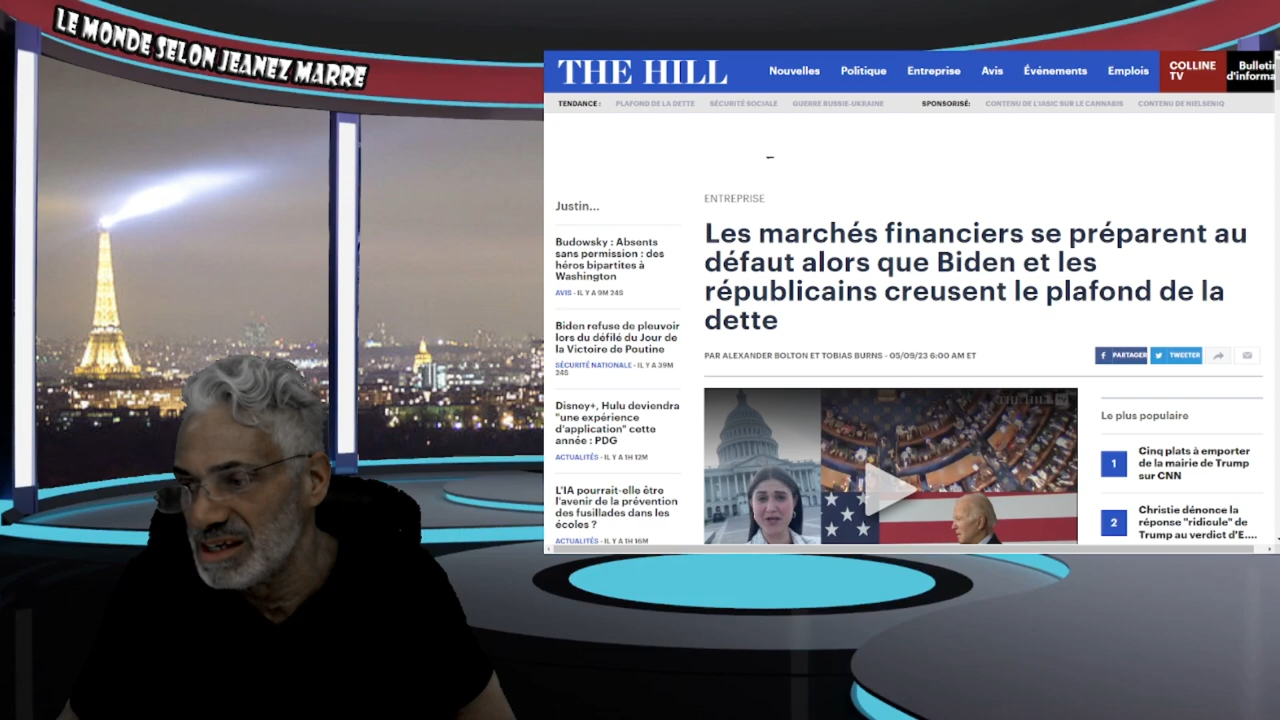 LE MONDE SELON JEANEZ MARRE
THE HILL
Nouvelles Politique Entreprise Avis Événements Emplois
COLLINE
TV
Bulletin
d'informa
TENDANCE : PLAFOND DE LA DETTE SÉCURITÉ SOCIALE GUERRE RUSSIE-UKRAINE SPONSORISÉ: CONTENU DE L'IASIC SUR LE CANNABIS CONTENU DE NIELSENIQ
Justin...
Budowsky : Absents
sans permission : des
héros bipartites à
Washington
AVIS - IL Y A 9M 24S
Biden refuse de pleuvoir
lors du défilé du Jour de
la Victoire de Poutine
SÉCURITÉ NATIONALE - IL Y A 39M
24S
Disney+, Hulu deviendra
"une expérience
d'application" cette
année : PDG
ACTUALITÉS - IL Y A 1H 12M
L'IA pourrait-elle être
l'avenir de la prévention
des fusillades dans les
écoles ?
ACTUALITÉS - IL Y A 1H 16M
ENTREPRISE
Les marchés financiers se préparent au
défaut alors que Biden et les
républicains creusent le plafond de la
dette
PAR ALEXANDER BOLTON ET TOBIAS BURNS - 05/09/23 6:00 AM ET
PARTAGER TWEETER
THE HILL TV
Le plus populaire
1
Cinq plats à emporter
de la mairie de Trump
sur CNN
2
Christie dénonce la
réponse "ridicule" de
Trump au verdict d'E....